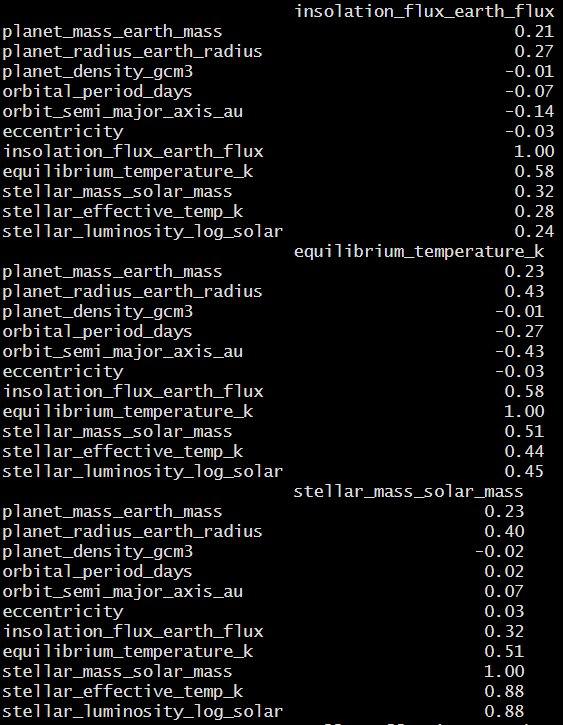 insolation_flux_earth_flux
planet_mass_earth_mass 0.21
planet_radius_earth_radius 0.27
planet_density_gcm3 -0.01
orbital_period_days -0.07
orbit_semi_major_axis_au -0.14
eccentricity -0.03
insolation_flux_earth_flux 1.00
equilibrium_temperature_k 0.58
stellar_mass_solar_mass 0.32
stellar_effective_temp_k 0.28
stellar_luminosity_log_solar 0.24
equilibrium_temperature_k
planet_mass_earth_mass 0.23
planet_radius_earth_radius 0.43
planet_density_gcm3 -0.01
orbital_period_days -0.27
orbit_semi_major_axis_au -0.43
eccentricity -0.03
insolation_flux_earth_flux 0.58
equilibrium_temperature_k 1.00
stellar_mass_solar_mass 0.51
stellar_effective_temp_k 0.44
stellar_luminosity_log_solar 0.45
stellar_mass_solar_mass
planet_mass_earth_mass 0.23
planet_radius_earth_radius 0.40
planet_density_gcm3 -0.02
orbital_period_days 0.02
orbit_semi_major_axis_au 0.07
eccentricity 0.03
insolation_flux_earth_flux 0.32
equilibrium_temperature_k 0.51
stellar_mass_solar_mass 1.00
stellar_effective_temp_k 0.88
stellar_luminosity_log_solar 0.88